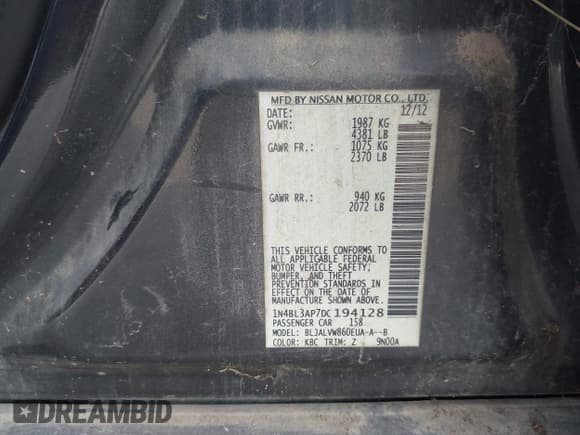 MFD BY NISSAN MOTOR CO., LTD.
DATE: 12/12
GVWR: 1987 KG
4381 LB
GAWR FR.: 1075 KG
2370 LB
GAWR RR.: 940 KG
2072 LB
THIS VEHICLE CONFORMS TO
ALL APPLICABLE FEDERAL
MOTOR VEHICLE SAFETY,
BUMPER, AND THEFT
PREVENTION STANDARDS IN
EFFECT ON THE DATE OF
MANUFACTURE SHOWN ABOVE.
1N4BL3AP7DC194128
PASSENGER CAR 158
MODEL: BLJALVW860EUA-A--B
COLOR: KBC TRIM: Z 9N00A
DREAMBID